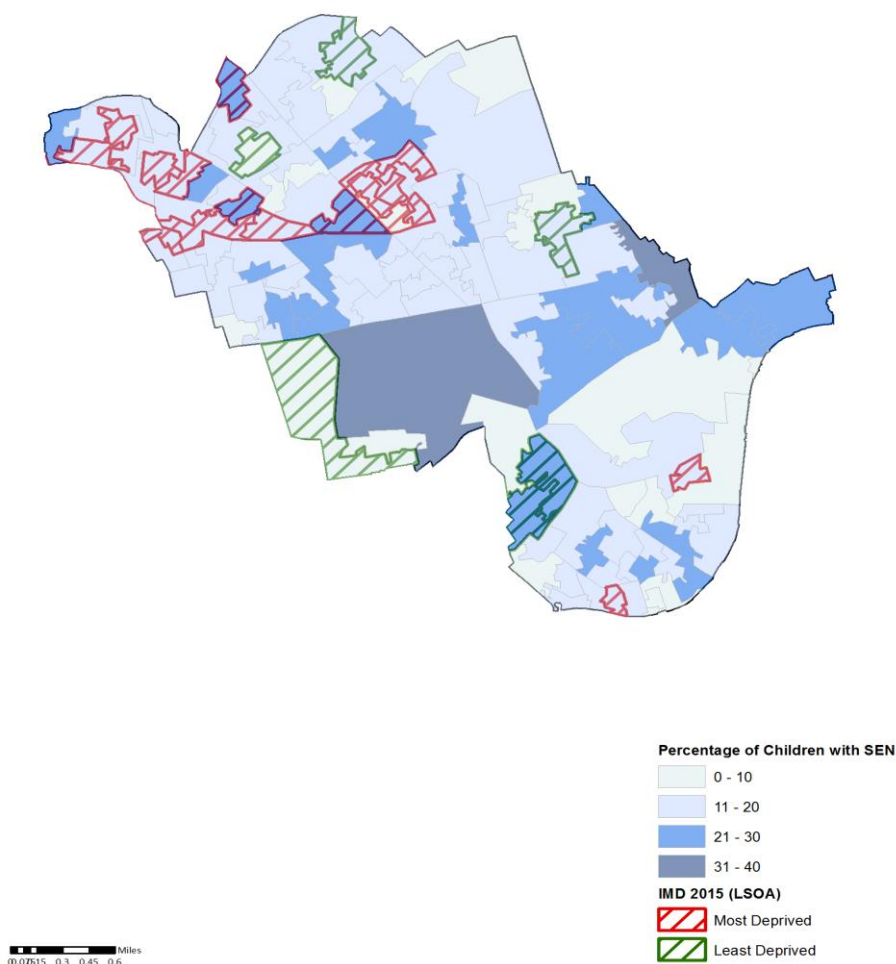 Percentage of Children with SEN
0 - 10
11 - 20
21 - 30
31 - 40
IMD 2015 (LSOA)
Most Deprived
Least Deprived
Miles
0.3 0.45 0.6